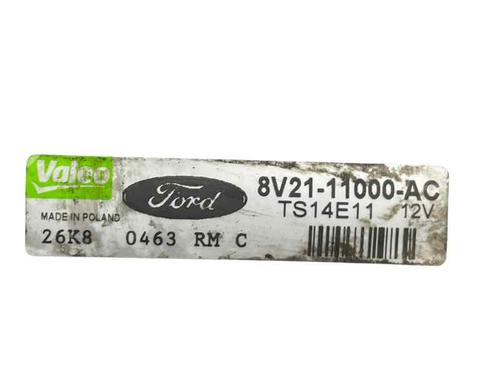 Valeo
Ford
8V21-11000-AC
TS14E11 12V
MADE IN POLAND
26K8 0463 RM C